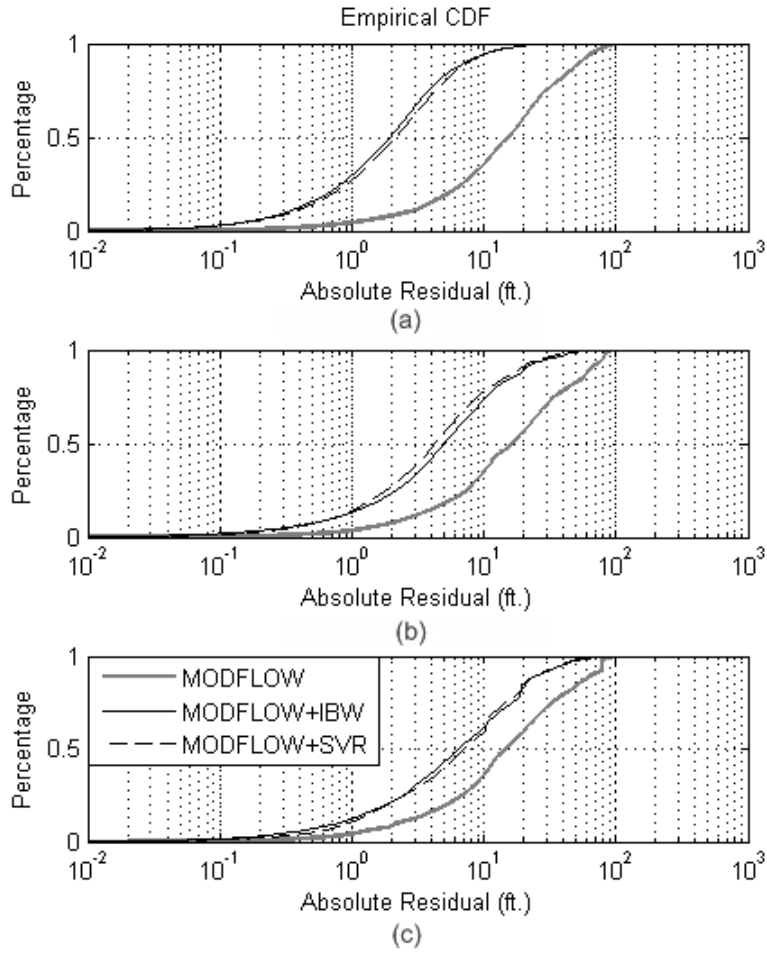 Empirical CDF
Percentage
1
0.5
0
10^-2 10^-1 10^0 10^1 10^2 10^3
Absolute Residual (ft.)
(a)
Percentage
1
0.5
0
10^-2 10^-1 10^0 10^1 10^2 10^3
Absolute Residual (ft.)
(b)
Percentage
1
0.5
0
MODFLOW
MODFLOW+IBW
MODFLOW+SVR
10^-2 10^-1 10^0 10^1 10^2 10^3
Absolute Residual (ft.)
(c)